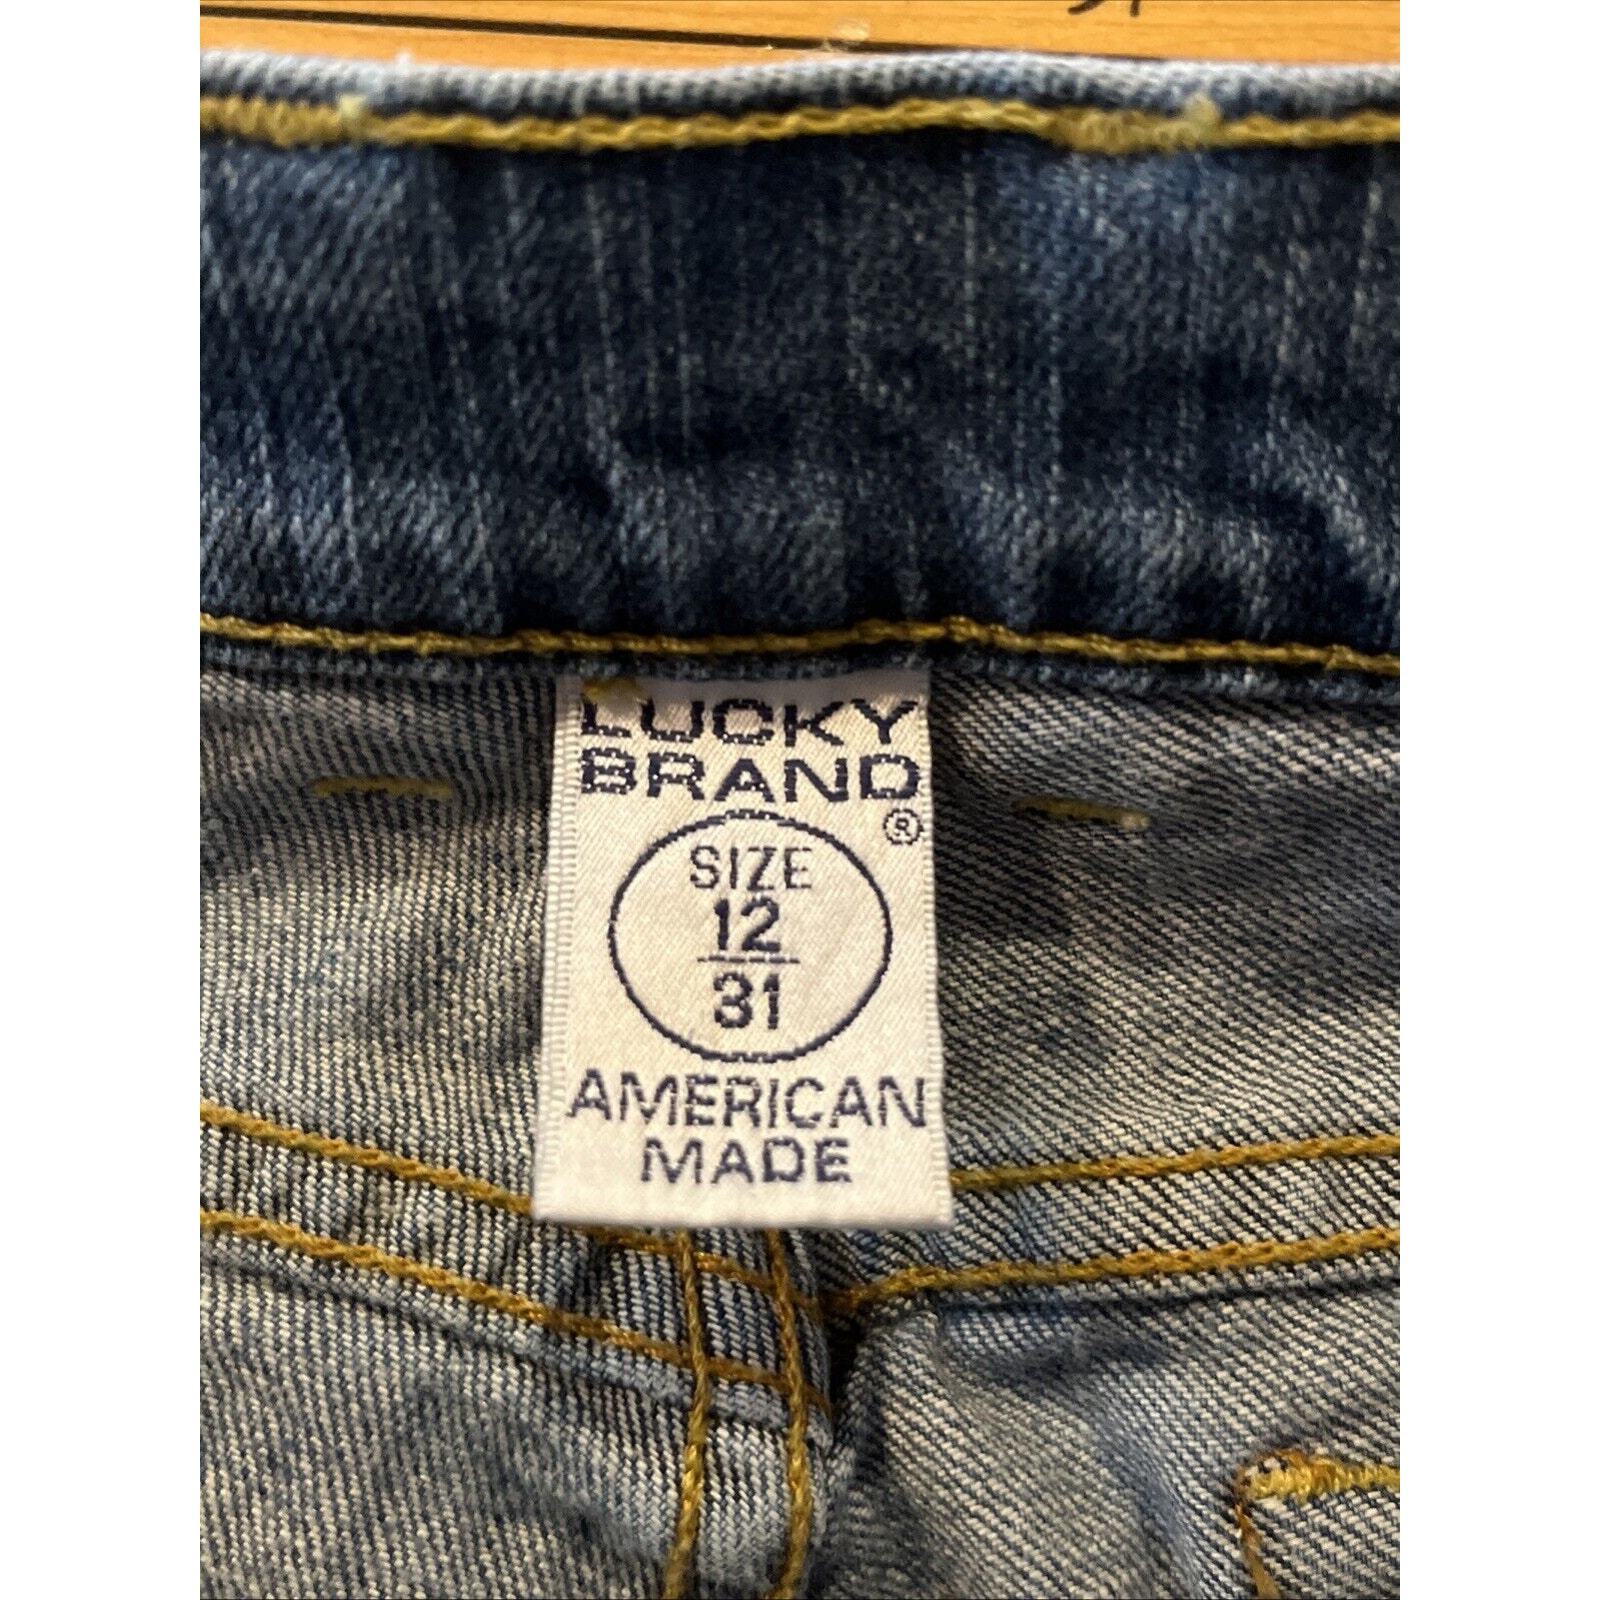 LUCKY
BRAND
®
SIZE
12
31
AMERICAN
MADE